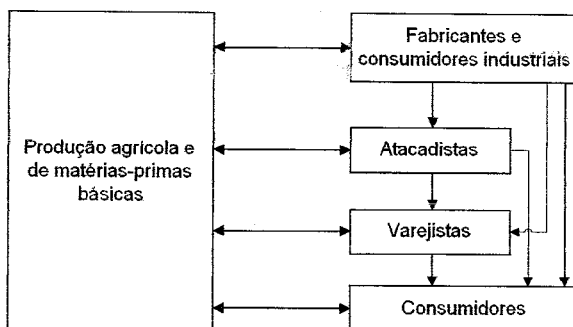 Fabricantes e
consumidores industriais
Produção agrícola e
de matérias-primas
básicas
Atacadistas
Varejistas
Consumidores